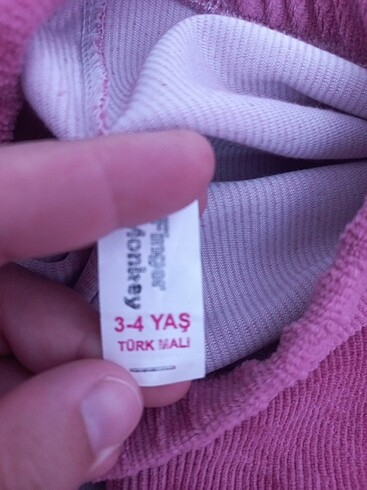 Finger
Monkey
3-4 YAŞ
TÜRK MALI